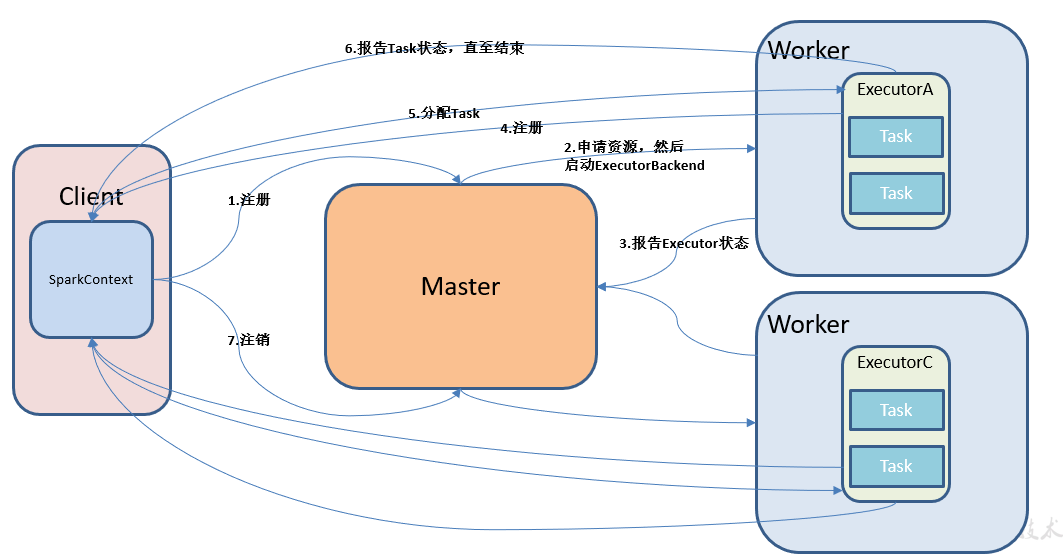 6.报告Task状态，直至结束
Worker
ExecutorA
5.分配Task
4.注册
Task
2.申请资源，然后
启动ExecutorBackend
Client
1.注册
Task
3.报告Executor状态
SparkContext
Master
Worker
7.注销
ExecutorC
Task
Task
技术